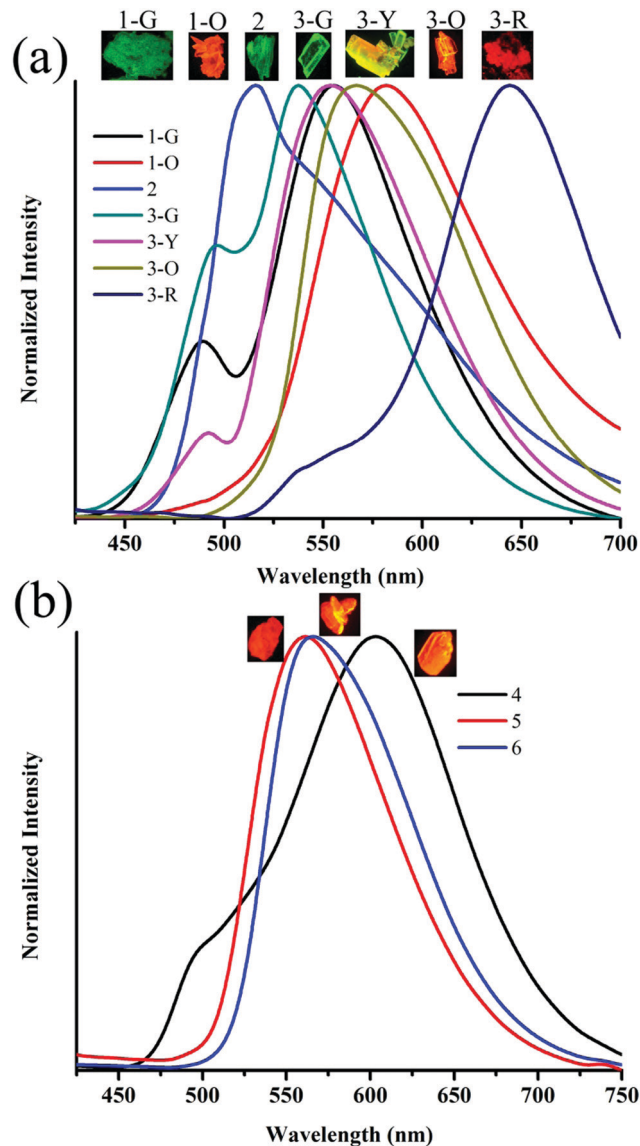 1-G 1-O 2 3-G 3-Y 3-O 3-R
(a)
1-G
1-O
2
3-G
3-Y
3-O
3-R
Normalized Intensity
450 500 550 600 650 700
Wavelength (nm)
(b)
4
5
6
Normalized Intensity
450 500 550 600 650 700 750
Wavelength (nm)